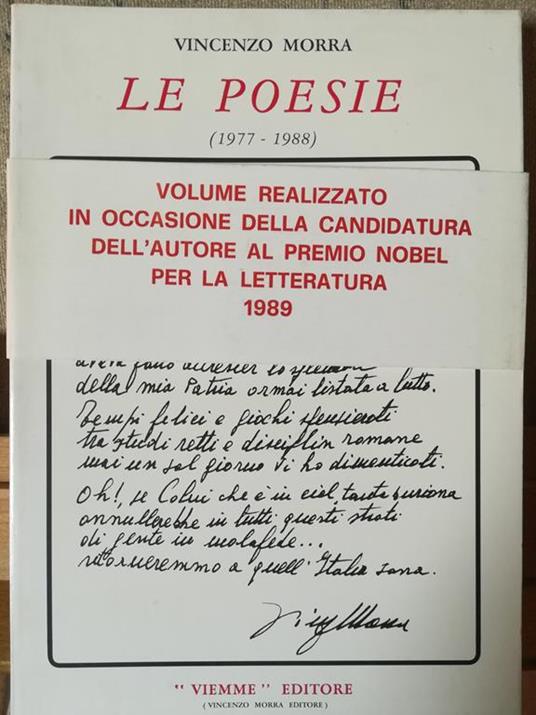 VINCENZO MORRA
LE POESIE
(1977 - 1988)
VOLUME REALIZZATO
IN OCCASIONE DELLA CANDIDATURA
DELL'AUTORE AL PREMIO NOBEL
PER LA LETTERATURA
1989
della mia Patria ormai listata a lutto.
Tempi felici e giochi spensierati
tra studi retti e disciplin romane
mai un sol giorno vi ho dimenticati.
Oh!, se Colui che è in ciel, tanta
annullerebbe in tutti questi strati
di gente in malafede...
ritorneremmo a quell'Italia sana.
"VIEMME" EDITORE
(VINCENZO MORRA EDITORE)